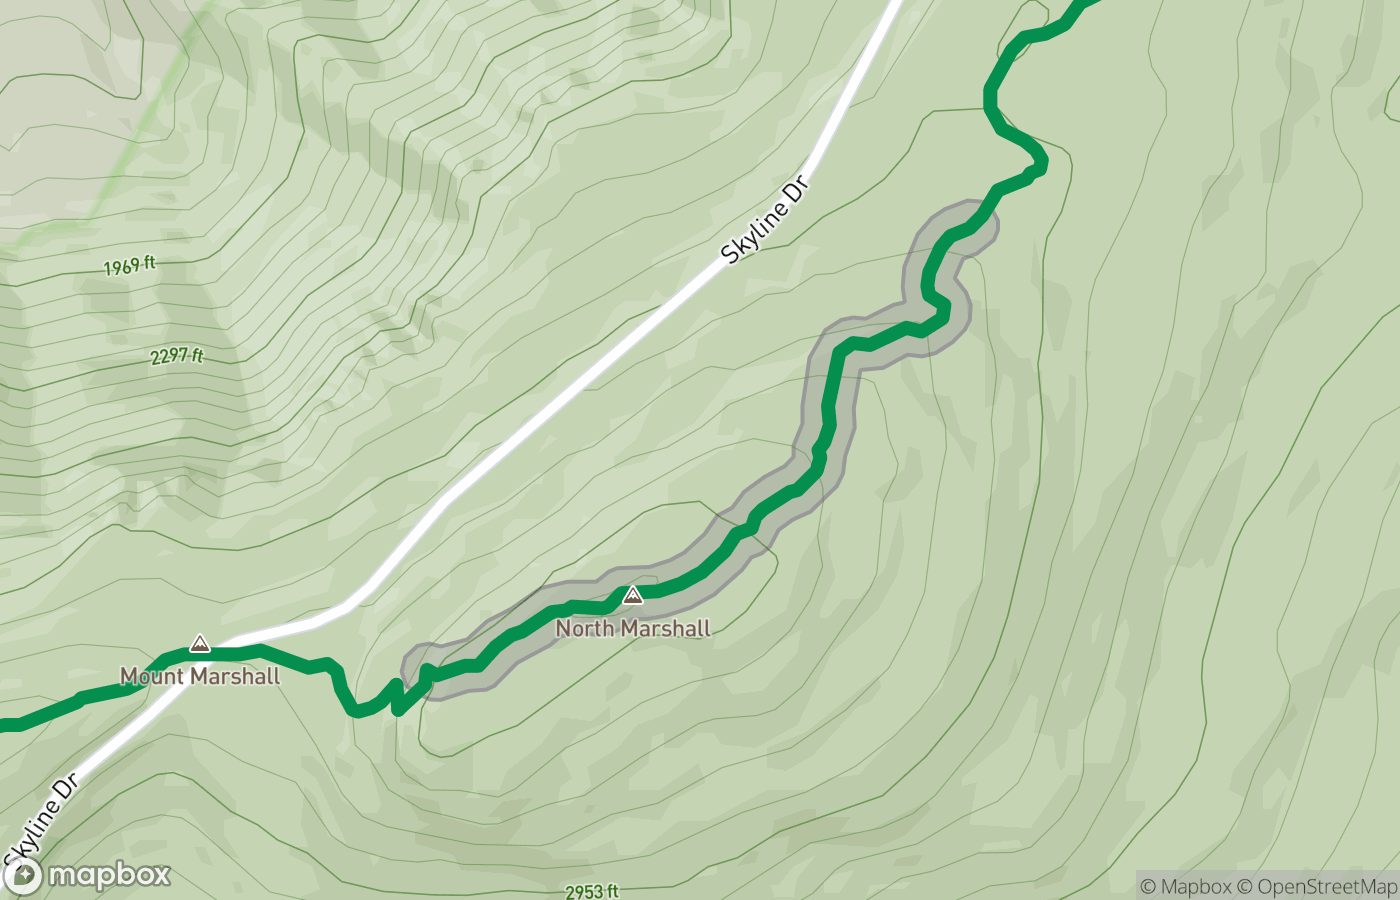 Skyline Dr
1969 ft
2297 ft
North Marshall
Mount Marshall
Skyline Dr
mapbox
2953 ft
© Mapbox © OpenStreetMap